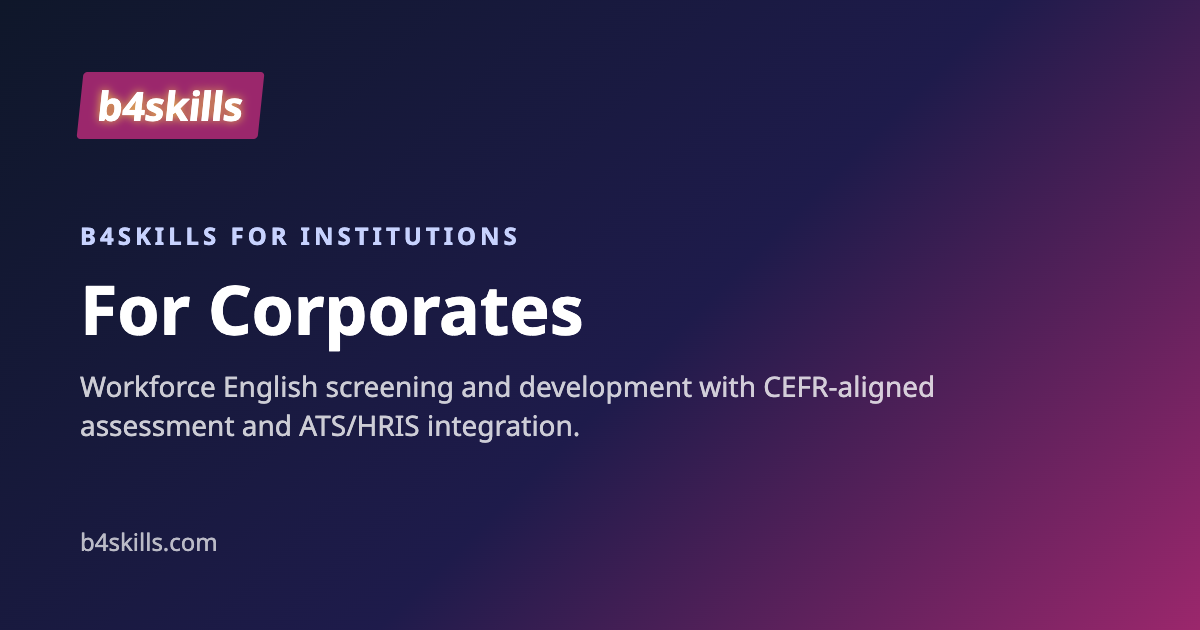 b4skills
B4SKILLS FOR INSTITUTIONS
For Corporates
Workforce English screening and development with CEFR-aligned
assessment and ATS/HRIS integration.
b4skills.com